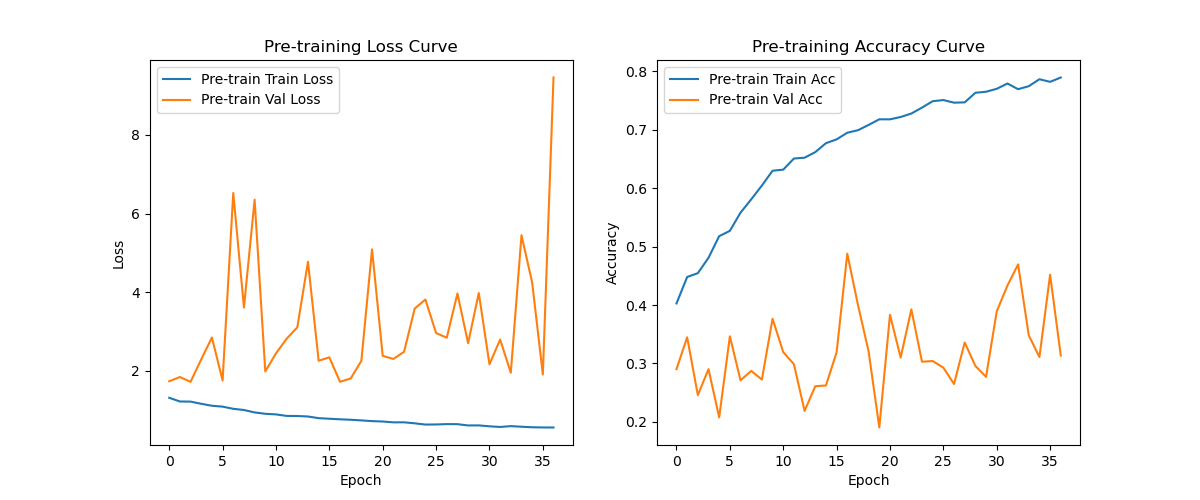 Pre-training Loss Curve
Pre-train Train Loss
Pre-train Val Loss
8
6
4
2
Loss
0 5 10 15 20 25 30 35
Epoch
Pre-training Accuracy Curve
Pre-train Train Acc
Pre-train Val Acc
0.8
0.7
0.6
0.5
0.4
0.3
0.2
Accuracy
0 5 10 15 20 25 30 35
Epoch